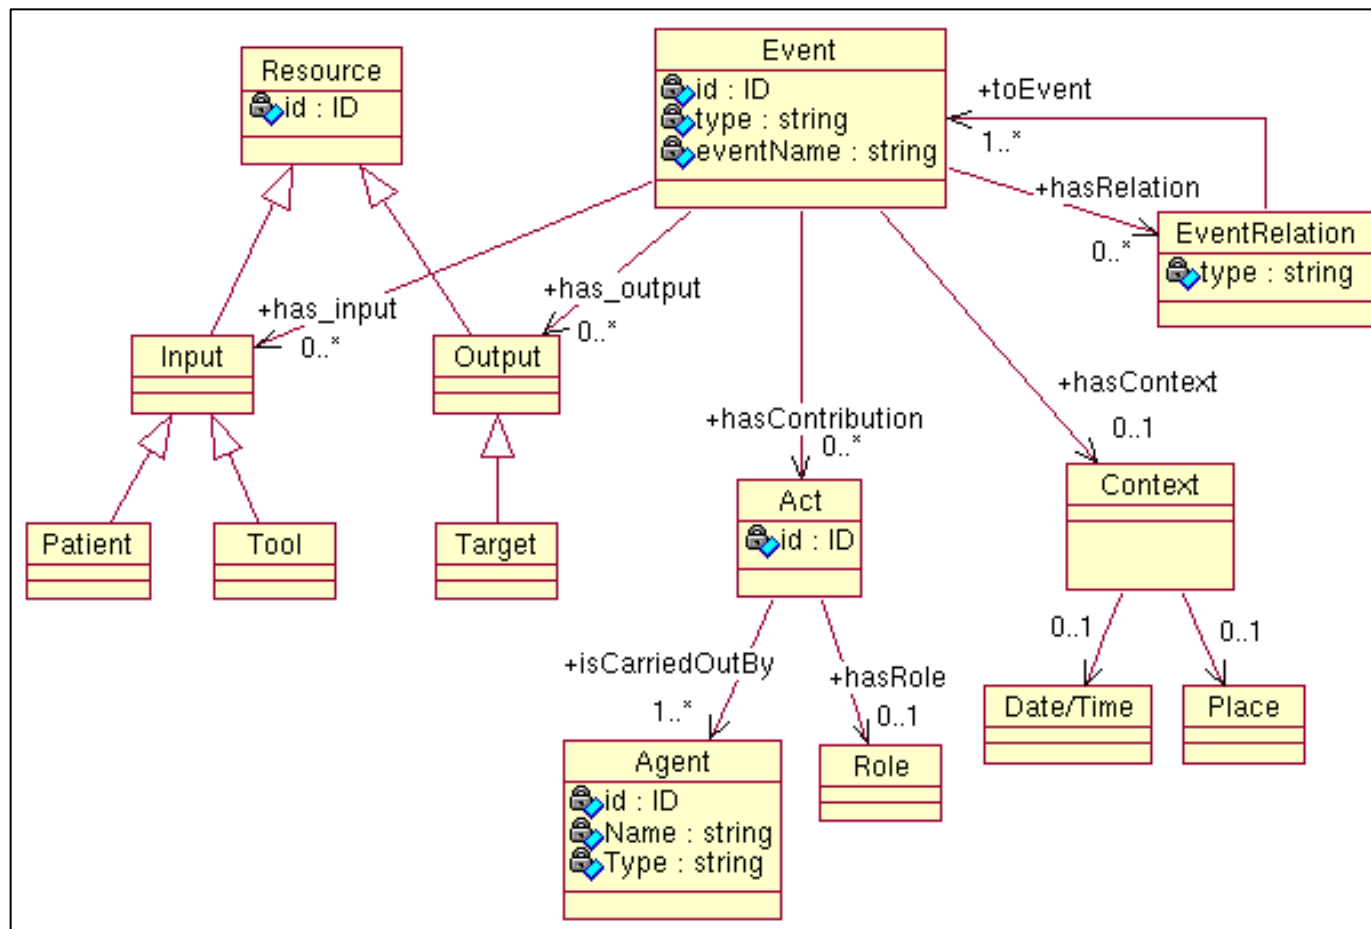 Resource
id : ID
Event
id : ID
type : string
eventName : string
+toEvent
1..*
+hasRelation
0..*
EventRelation
type : string
+has_input
0..*
+has_output
0..*
Input
Output
+hasContribution
0..*
+hasContext
0..1
Patient
Tool
Target
Act
id : ID
Context
+isCarriedOutBy
1..*
+hasRole
0..1
0..1
0..1
Agent
id : ID
Name : string
Type : string
Role
Date/Time
Place